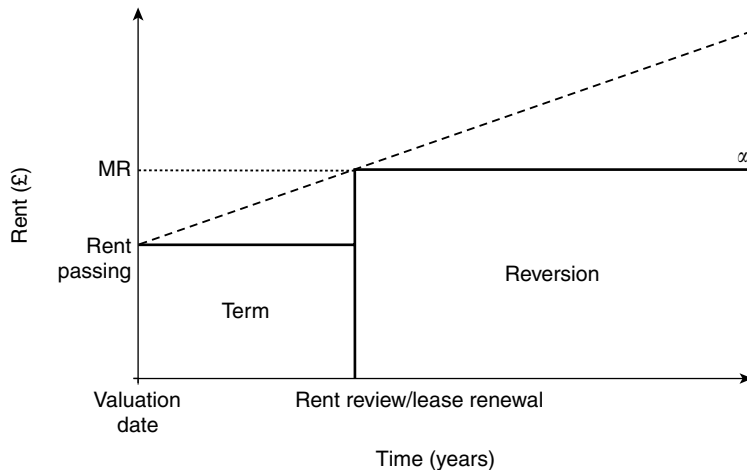 Rent (£)
MR
∝
Rent
passing
Term
Reversion
Valuation
date
Rent review/lease renewal
Time (years)